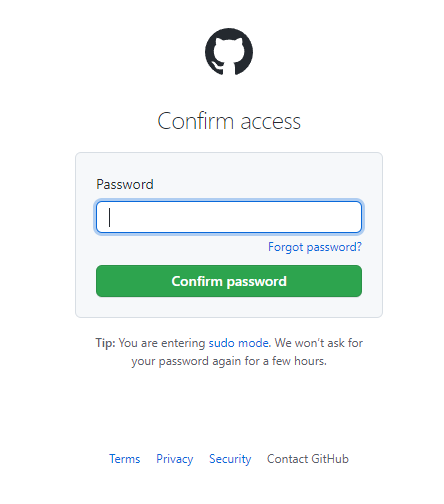 Confirm access
Password
Forgot password?
Confirm password
Tip: You are entering sudo mode. We won't ask for
your password again for a few hours.
Terms Privacy Security Contact GitHub